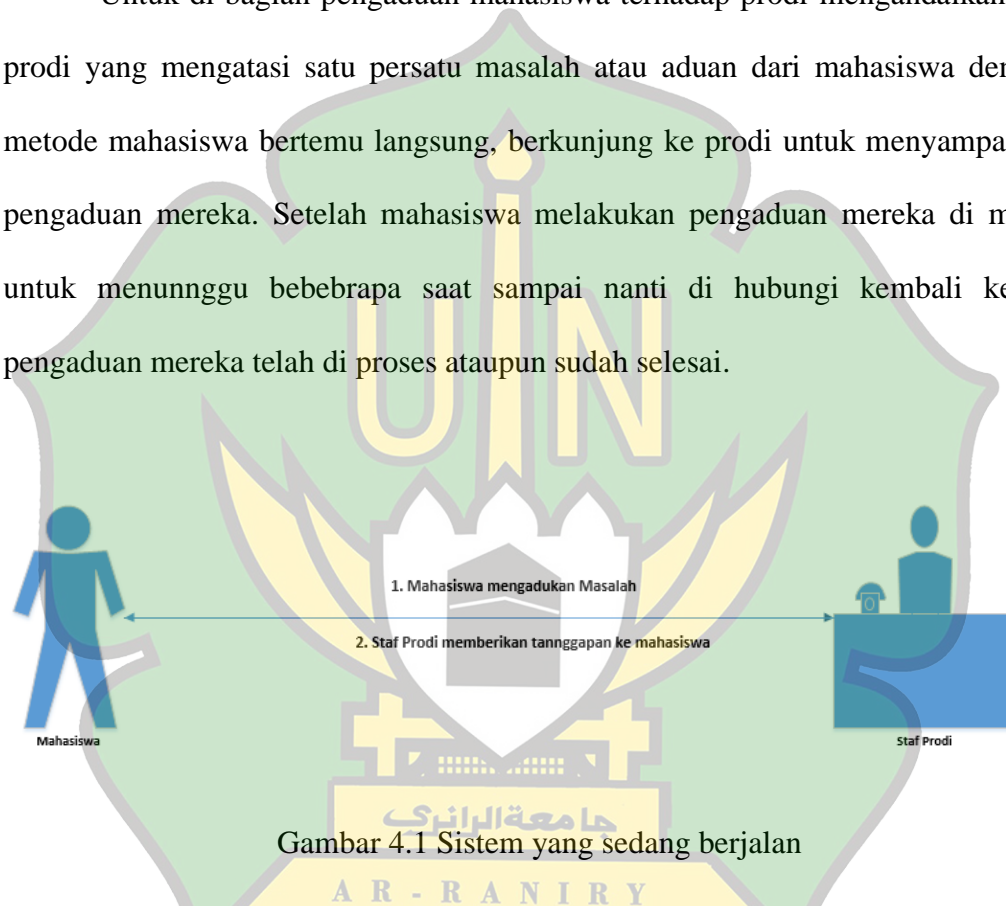 Untuk di bagian pengaduan mahasiswa terhadap prodi mengandalkan
prodi yang mengatasi satu persatu masalah atau aduan dari mahasiswa
metode mahasiswa bertemu langsung, berkunjung ke prodi untuk
pengaduan mereka. Setelah mahasiswa melakukan pengaduan mereka di
untuk menunnggu bebebrapa saat sampai nanti di hubungi kembali
pengaduan mereka telah di proses ataupun sudah selesai.
UIN
1. Mahasiswa mengadukan Masalah
2. Staf Prodi memberikan tannggapan ke mahasiswa
Mahasiswa
Staf Prodi
جامعة الرانري
Gambar 4.1 Sistem yang sedang berjalan
AR-RANIRY